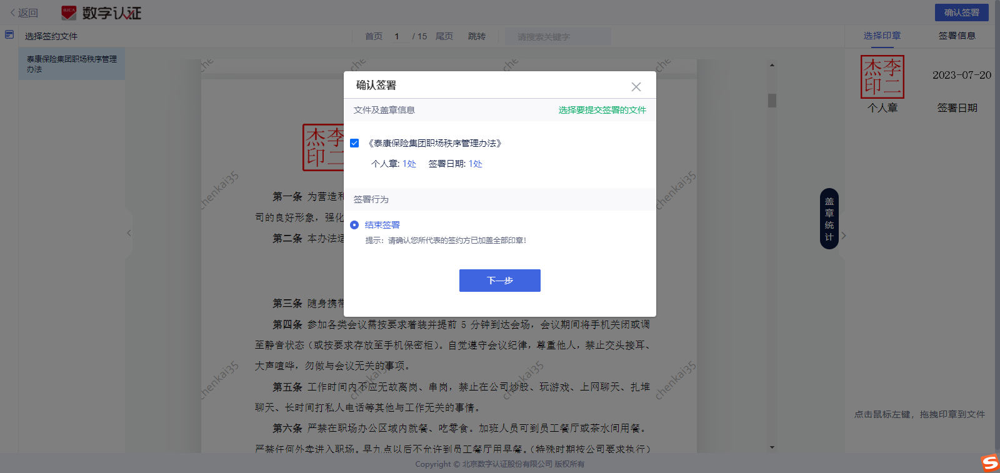 返回
BJCA 数字认证
确认签署
选择签约文件
首页 1 / 15 尾页 跳转 请搜索关键字
选择印章 签署信息
泰康保险集团职场秩序管理
办法
chenkai35
chenkai35
chenkai35
chenkai35
chenkai35
chenkai35
确认签署
文件及盖章信息 选择要提交签署的文件
《泰康保险集团职场秩序管理办法》
个人章: 1处 签署日期: 1处
签署行为
结束签署
提示：请确认您所代表的签约方已加盖全部印章！
下一步
李二
杰印
第一条 为营造和
司的良好形象，强化
第二条 本办法适
第三条 随身携带
第四条 参加各类会议需按要求着装并提前 5 分钟到达会场，会议期间将手机关闭或调
至静音状态（或按要求存放至手机保密柜）。自觉遵守会议纪律，尊重他人，禁止交头接耳、
大声喧哗，勿做与会议无关的事项。
第五条 工作时间内不应无故离岗、串岗，禁止在公司炒股、玩游戏、上网聊天、扎堆
聊天、长时间打私人电话等其他与工作无关的事情。
第六条 严禁在职场办公区域内就餐、吃零食。加班人员可到员工餐厅或茶水间用餐。
严禁任何外卖进入职场。早九点以后不允许到员工餐厅用早餐。（特殊时期按公司要求执行）
盖章统计
李二
杰印
2023-07-20
个人章 签署日期
点击鼠标左键，拖拽印章到文件
Copyright © 北京数字认证股份有限公司 版权所有